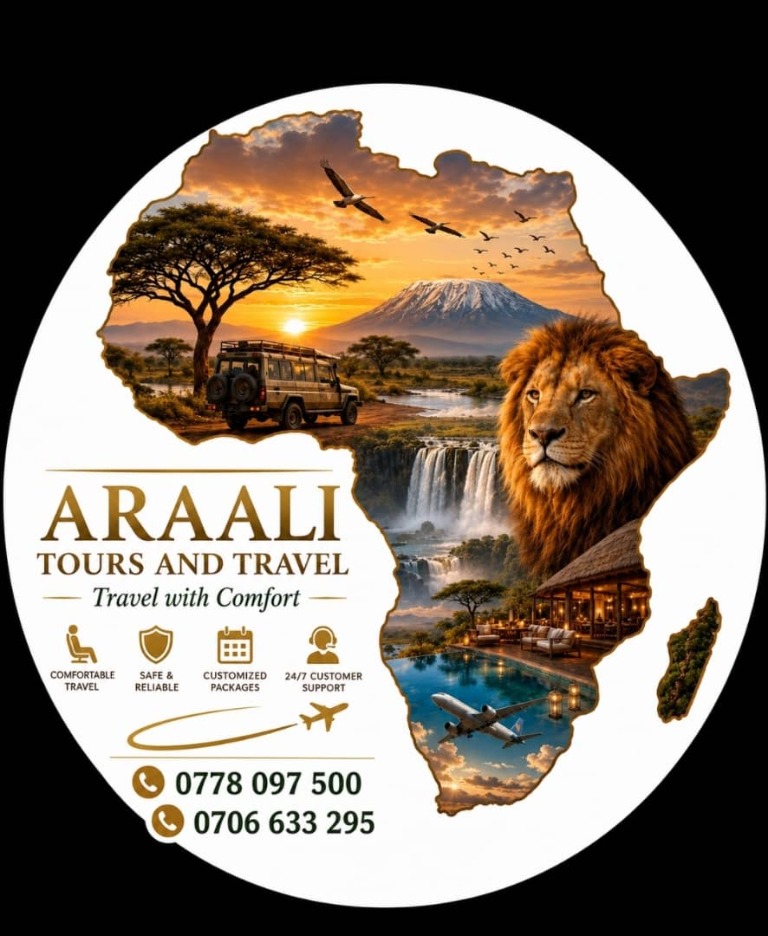 ARAALI
TOURS AND TRAVEL
Travel with Comfort
COMFORTABLE
TRAVEL
SAFE &
RELIABLE
CUSTOMIZED
PACKAGES
24/7 CUSTOMER
SUPPORT
0778 097 500
0706 633 295